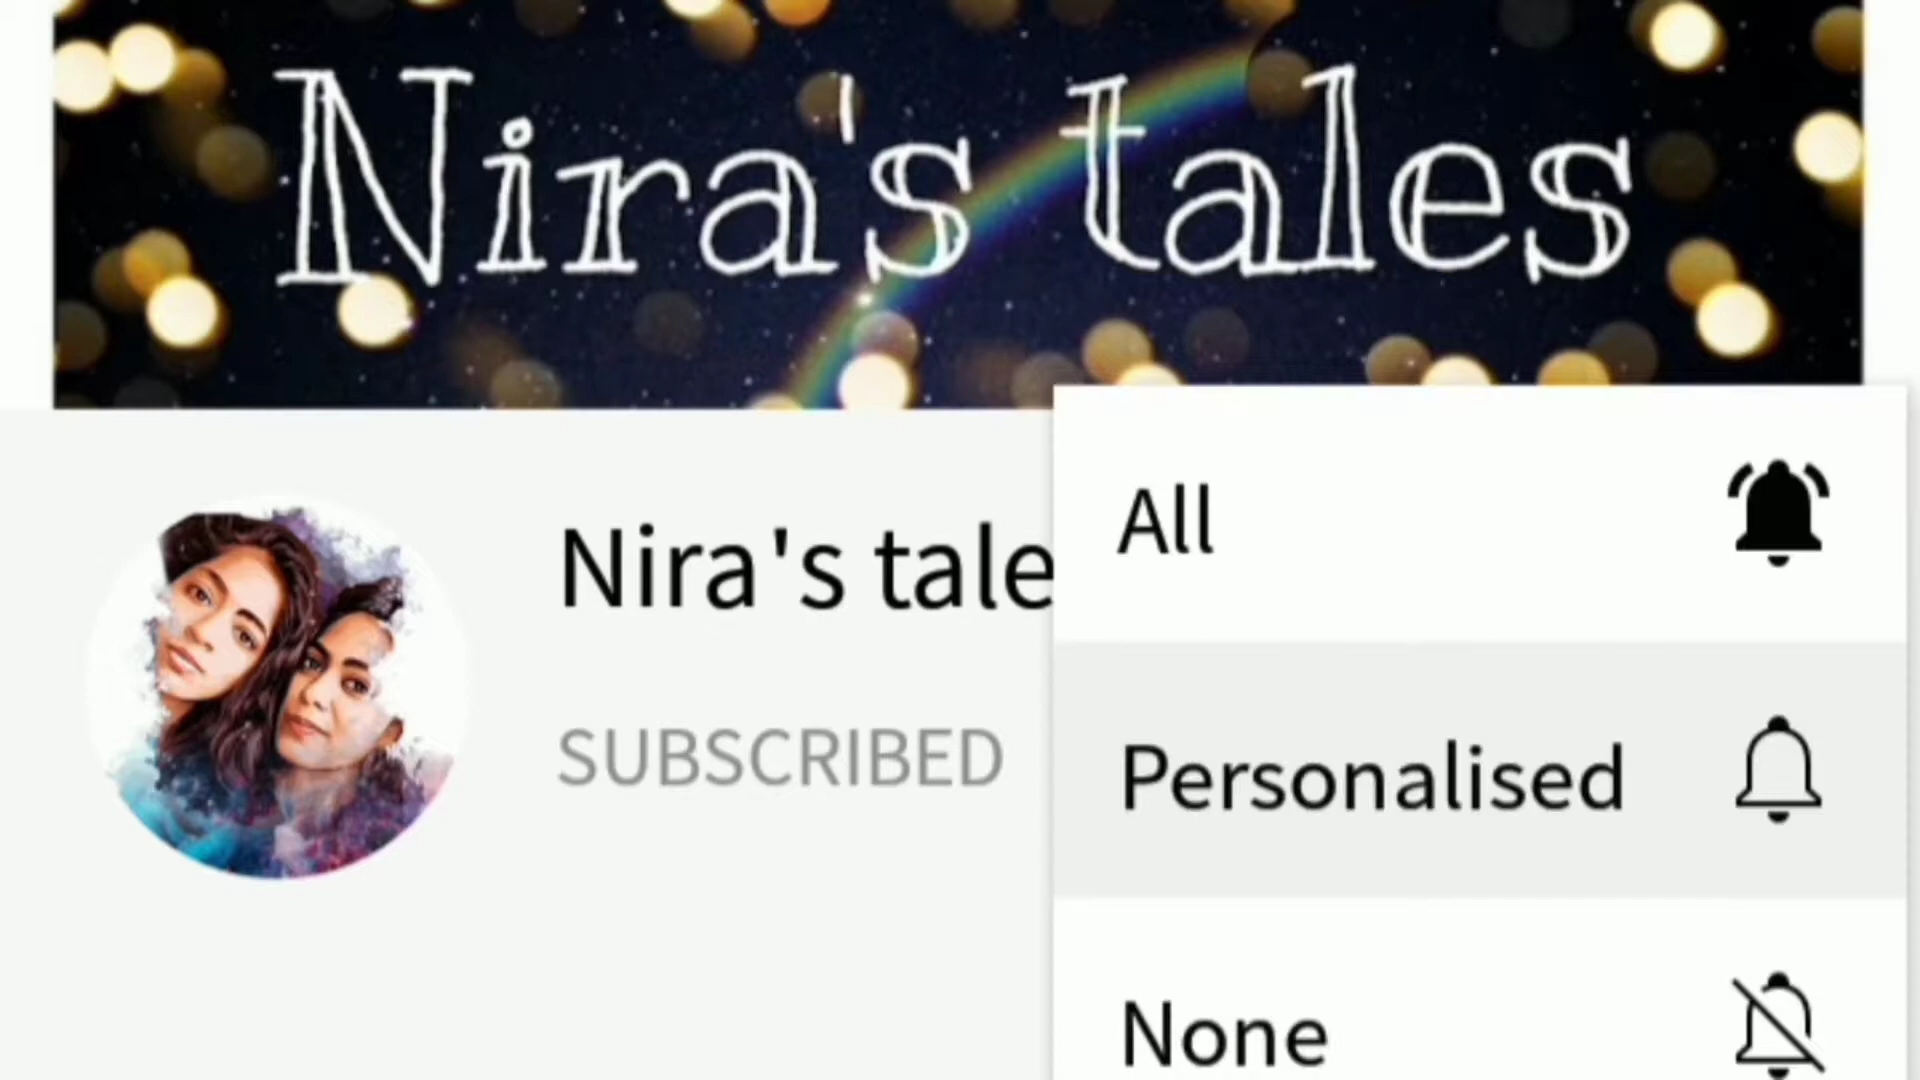 Nira's tales
Nira's tale
SUBSCRIBED
All
Personalised
None